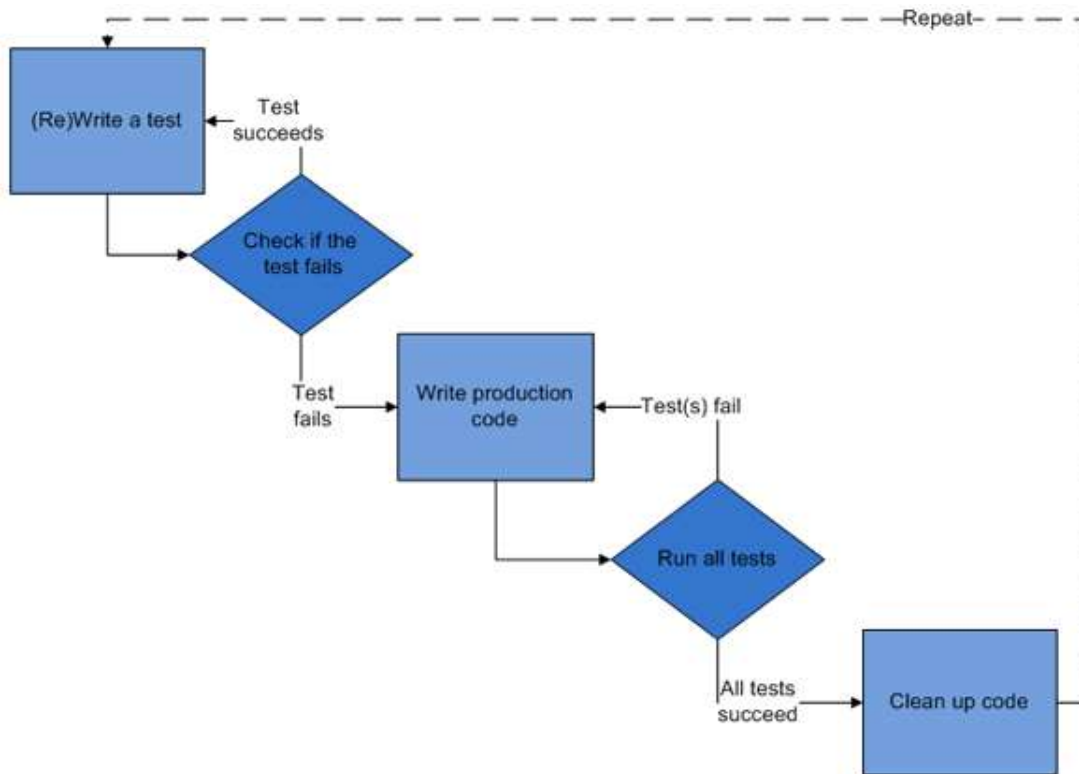 Repeat
(Re)Write a test
Test
succeeds
Check if the
test fails
Test
fails
Write production
code
Test(s) fail
Run all tests
All tests
succeed
Clean up code